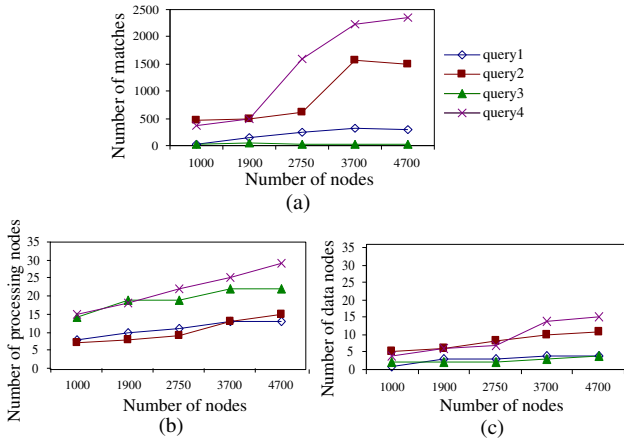 Number of matches
2500
2000
1500
1000
500
0
1000 1900 2750 3700 4700
Number of nodes
query1
query2
query3
query4
(a)
Number of processing nodes
35
30
25
20
15
10
5
0
1000 1900 2750 3700 4700
Number of nodes
(b)
Number of data nodes
35
30
25
20
15
10
5
0
1000 1900 2750 3700 4700
Number of nodes
(c)